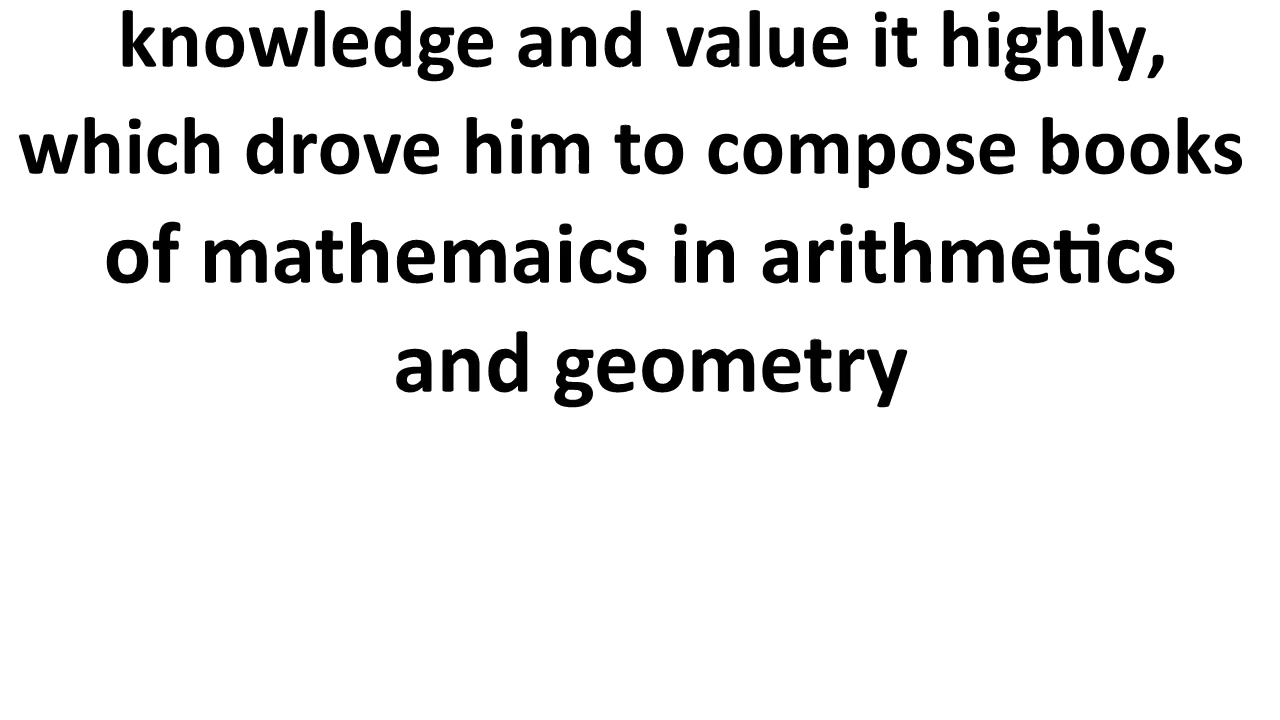 knowledge and value it highly,
which drove him to compose books
of mathemaics in arithmetics
and geometry